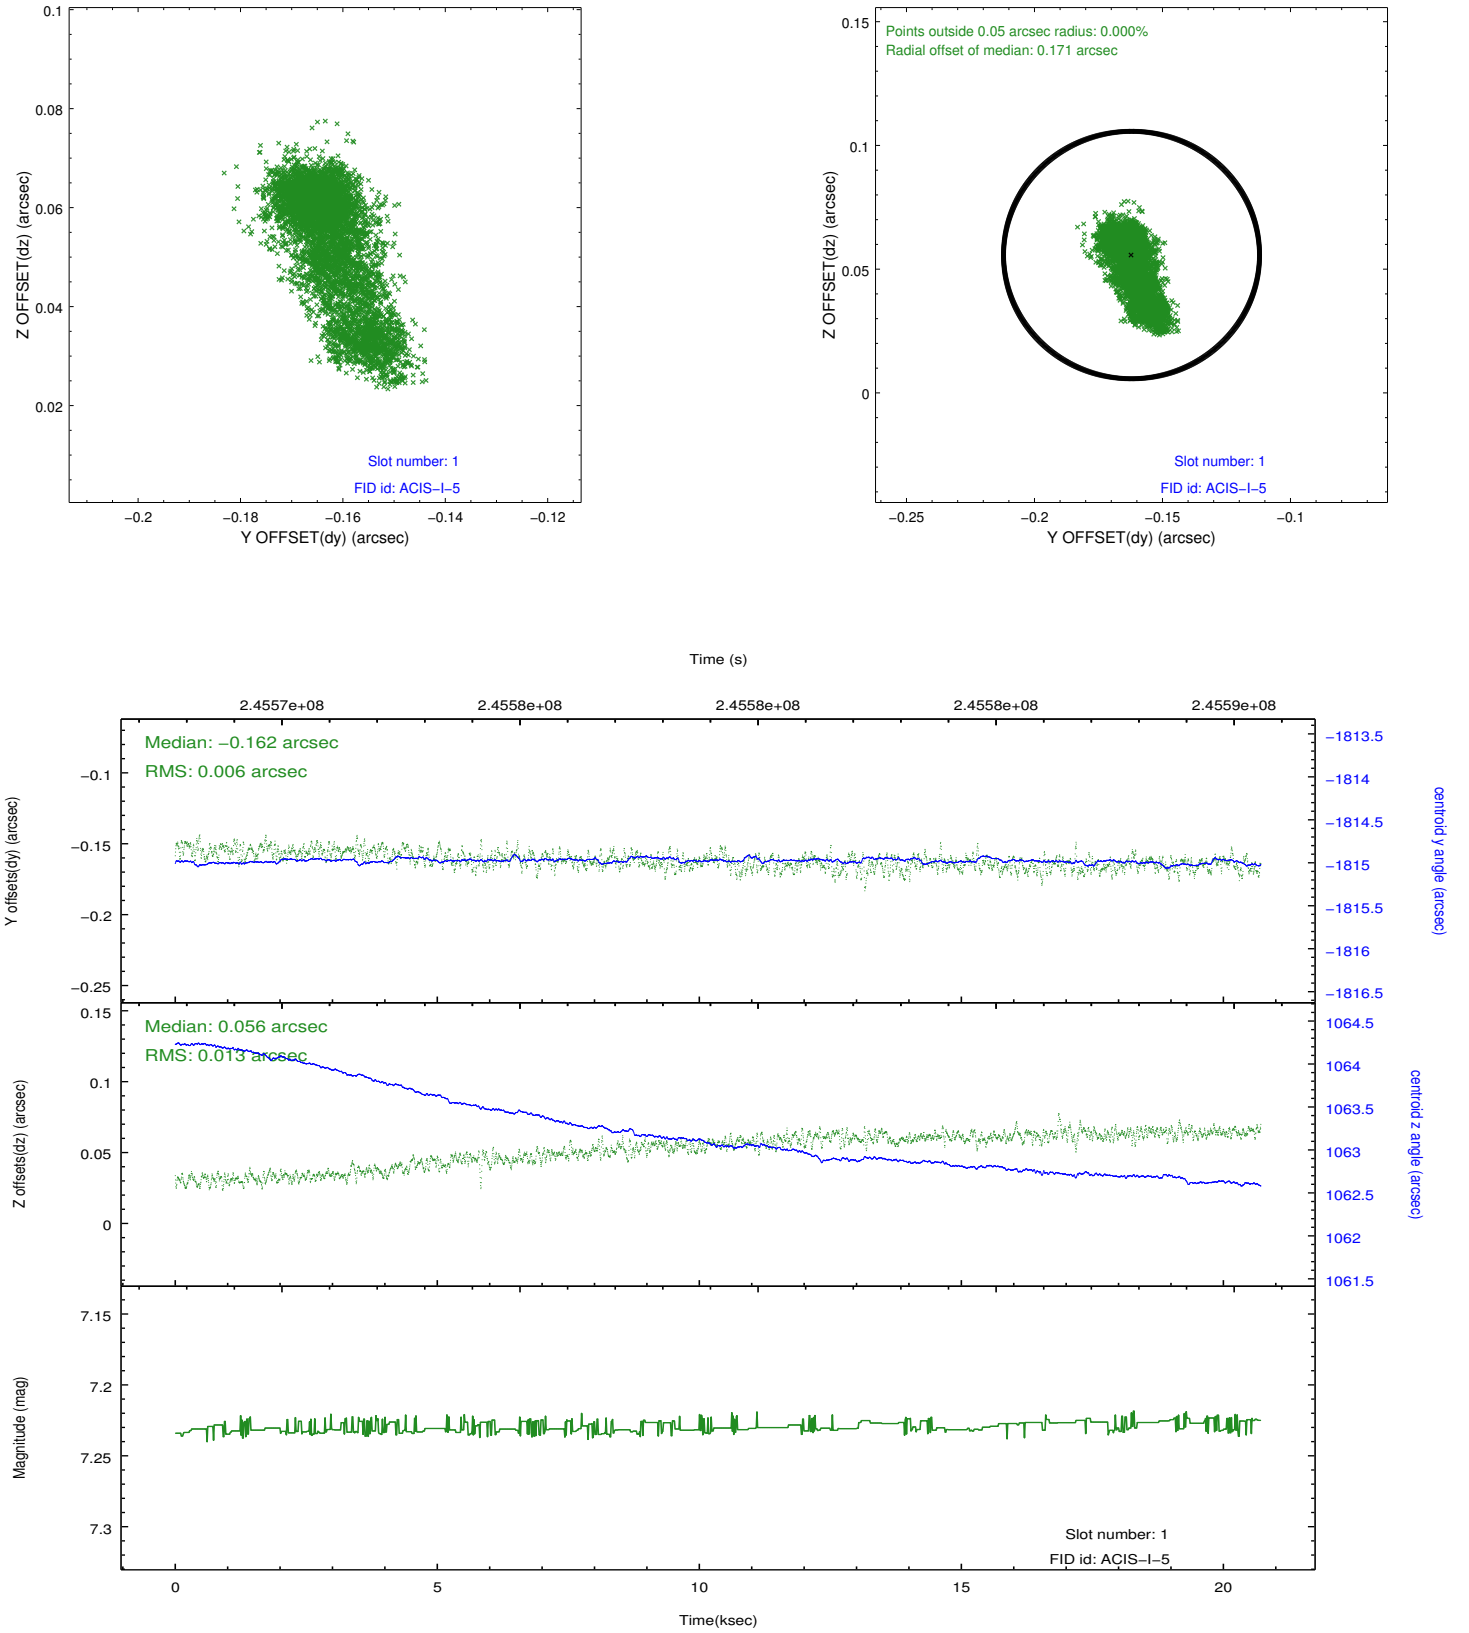 0.1
0.08
0.06
0.04
0.02
Z OFFSET(dz) (arcsec)
Slot number: 1
FID id: ACIS−I−5
−0.2 −0.18 −0.16 −0.14 −0.12
Y OFFSET(dy) (arcsec)
Points outside 0.05 arcsec radius: 0.000%
Radial offset of median: 0.171 arcsec
0.15
0.1
0.05
0
Z OFFSET(dz) (arcsec)
Slot number: 1
FID id: ACIS−I−5
−0.25 −0.2 −0.15 −0.1
Y OFFSET(dy) (arcsec)
Time (s)
2.4557e+08 2.4558e+08 2.4558e+08 2.4558e+08 2.4559e+08
Median: −0.162 arcsec
RMS: 0.006 arcsec
−0.1
−0.15
−0.2
−0.25
Y offsets(dy) (arcsec)
−1813.5
−1814
−1814.5
−1815
−1815.5
−1816
−1816.5
centroid y angle (arcsec)
Median: 0.056 arcsec
RMS: 0.013 arcsec
0.15
0.1
0.05
0
Z offsets(dz) (arcsec)
1064.5
1064
1063.5
1063
1062.5
1062
1061.5
centroid z angle (arcsec)
7.15
7.2
7.25
7.3
Magnitude (mag)
Slot number: 1
FID id: ACIS−I−5
0 5 10 15 20
Time(ksec)